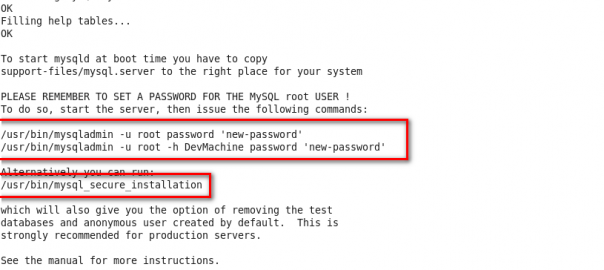 OK
Filling help tables...
OK
To start mysqld at boot time you have to copy
support-files/mysql.server to the right place for your system
PLEASE REMEMBER TO SET A PASSWORD FOR THE MySQL root USER !
To do so, start the server, then issue the following commands:
/usr/bin/mysqladmin -u root password 'new-password'
/usr/bin/mysqladmin -u root -h DevMachine password 'new-password'
Alternatively you can run:
/usr/bin/mysql_secure_installation
which will also give you the option of removing the test
databases and anonymous user created by default.  This is
strongly recommended for production servers.
See the manual for more instructions.